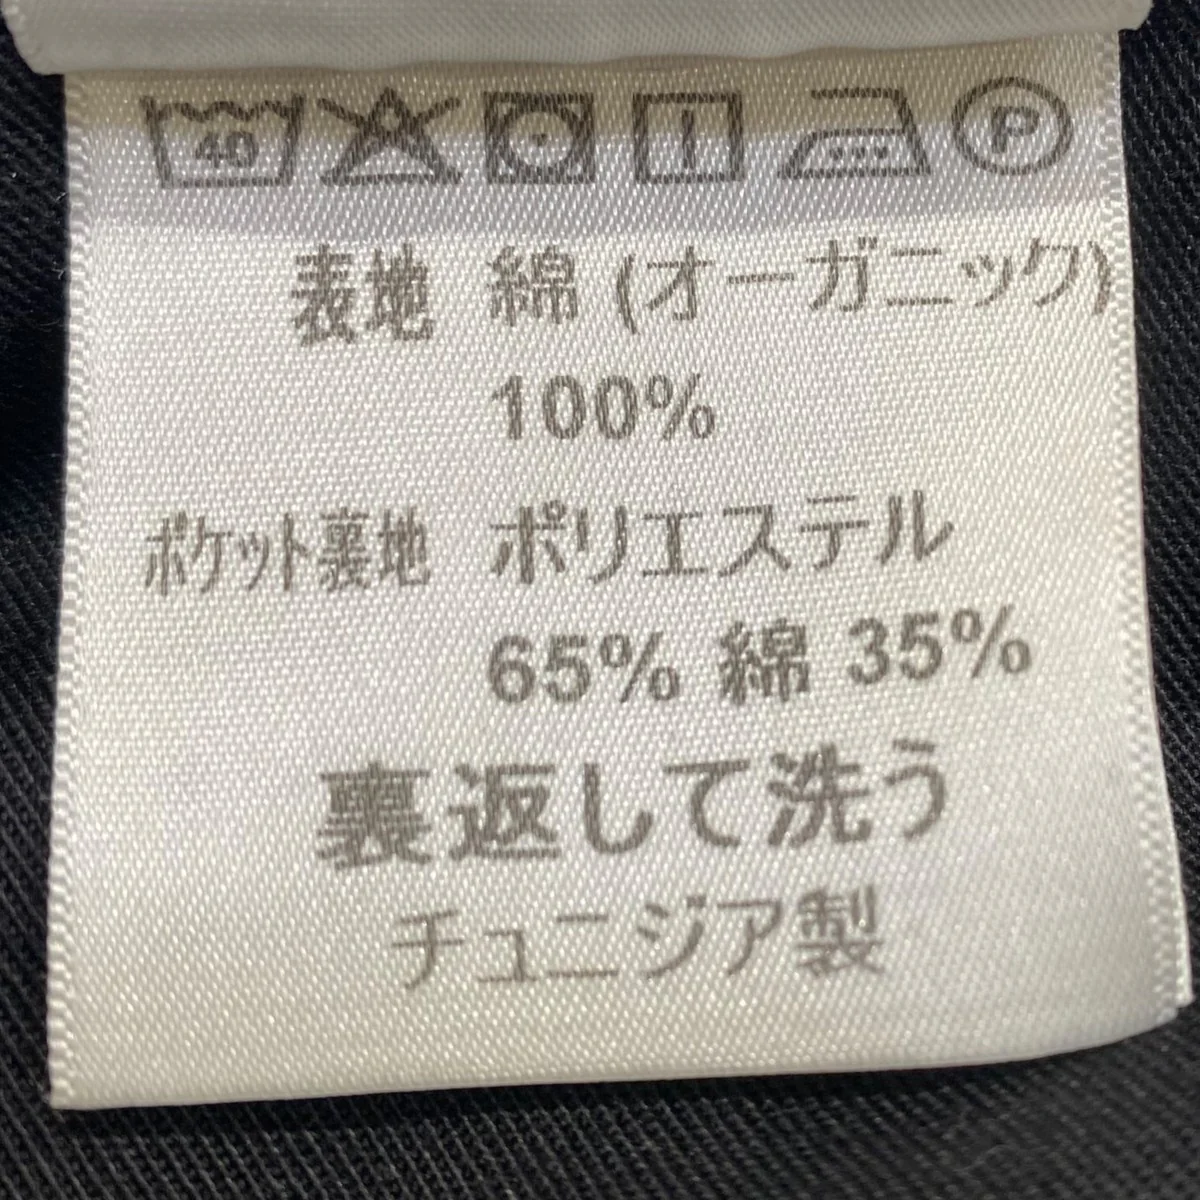 40 P
表地 綿 (オーガニック)
100%
ポケット裏地 ポリエステル
65% 綿 35%
裏返して洗う
チュニジア製